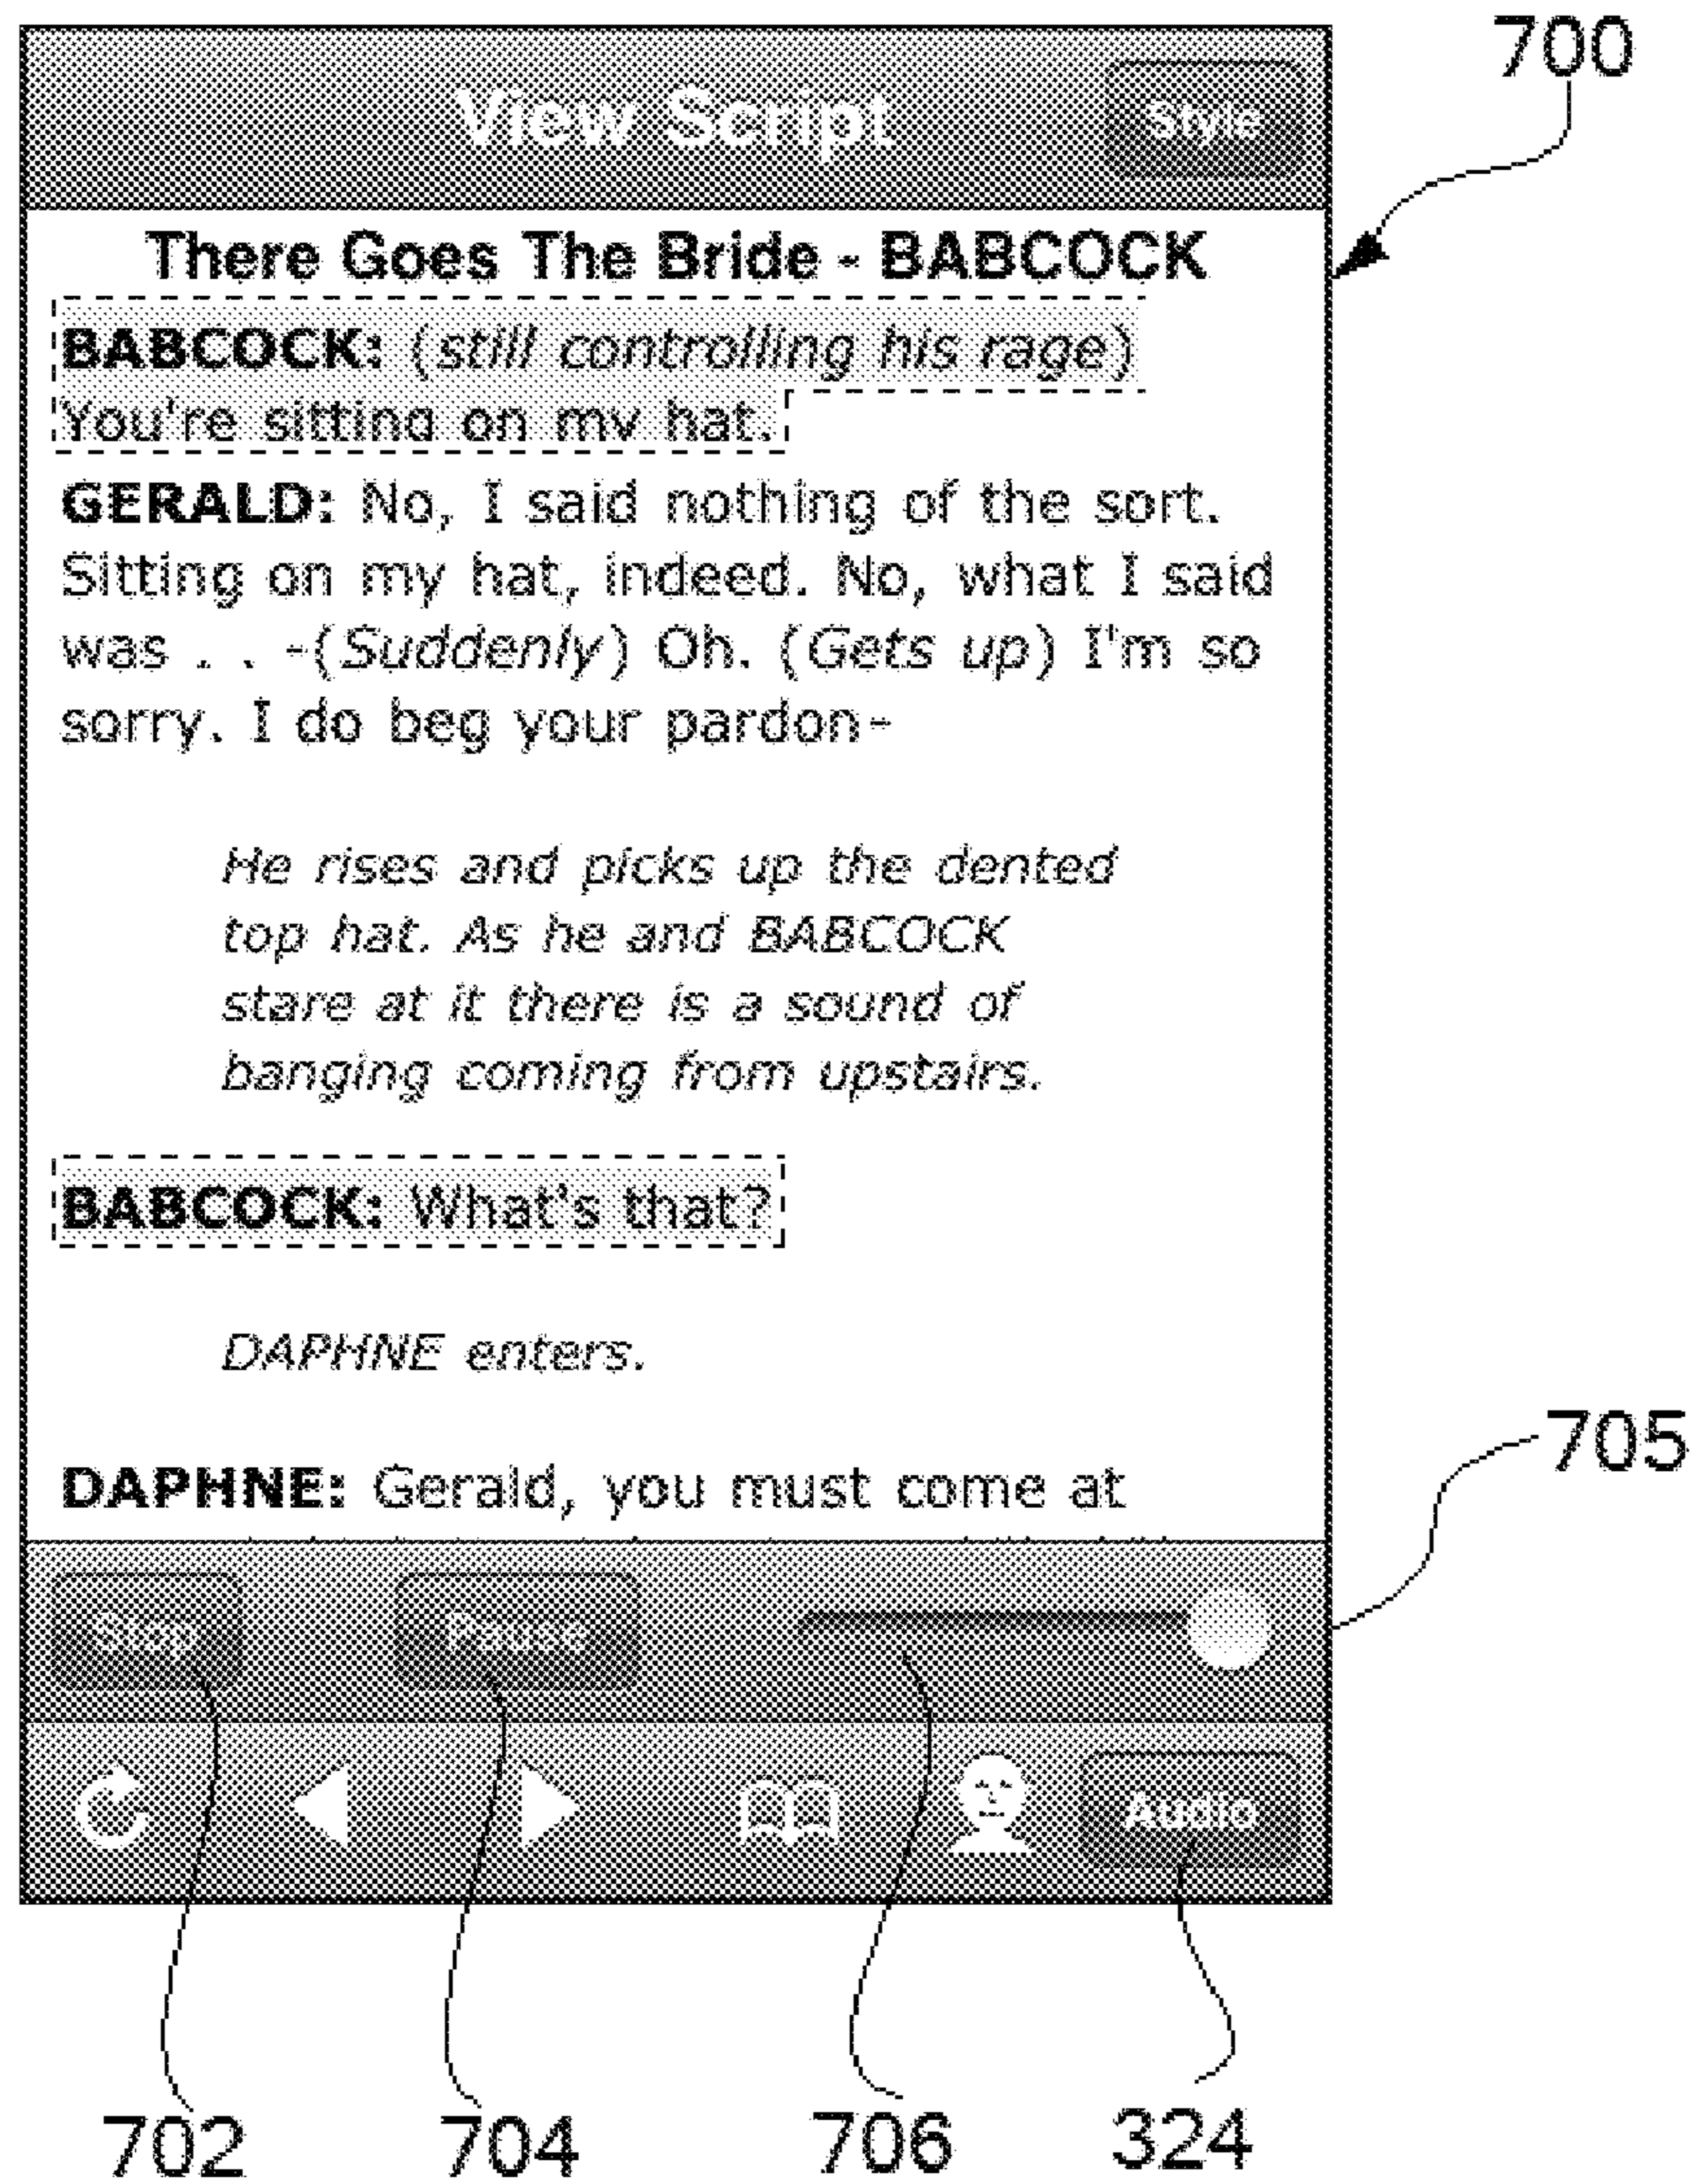 700
View Script
Style
There Goes The Bride - BABCOCK
BABCOCK: (still controlling his rage)
You're sitting on my hat.
GERALD: No, I said nothing of the sort.
Sitting on my hat, indeed. No, what I said
was . . -(Suddenly) Oh. (Gets up) I'm so
sorry. I do beg your pardon-
He rises and picks up the dented
top hat. As he and BABCOCK
stare at it there is a sound of
banging coming from upstairs.
BABCOCK: What's that?
DAPHNE enters.
705
DAPHNE: Gerald, you must come at
Stop
Pause
Audio
702
704
706
324